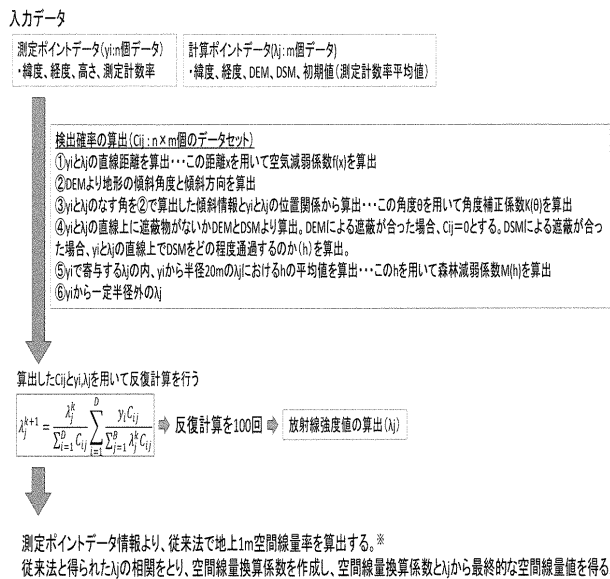 入力データ
測定ポイントデータ(yi:n個データ)
・緯度、経度、高さ、測定計数率
計算ポイントデータ(λj:m個データ)
・緯度、経度、DEM、DSM、初期値(測定計数率平均値)
検出確率の算出(Cij:n×m個のデータセット)
①yiとλjの直線距離を算出・・・この距離xを用いて空気減弱係数f(x)を算出
②DEMより地形の傾斜角度と傾斜方向を算出
③yiとλjのなす角を②で算出した傾斜情報とyiとλjの位置関係から算出・・・この角度θを用いて角度補正係数K(θ)を算出
④yiとλjの直線上に遮蔽物がないかDEMとDSMより算出。DEMによる遮蔽が合った場合、Cij=0とする。DSMによる遮蔽が合
った場合、yiとλjの直線上でDSMをどの程度通過するのか(h)を算出。
⑤yiで寄与するλjの内、yiから半径20mのλjにおけるhの平均値を算出・・・このhを用いて森林減弱係数M(h)を算出
⑥yiから一定半径外のλj
算出したCijとyi,λjを用いて反復計算を行う
λ_j^{k+1} = \frac{λ_j^k}{\sum_{i=1}^{D} C_{ij}} \sum_{i=1}^{D} \frac{y_i C_{ij}}{\sum_{j=1}^{B} λ_j^k C_{ij}}
反復計算を100回
放射線強度値の算出(λj)
測定ポイントデータ情報より、従来法で地上1m空間線量率を算出する。※
従来法と得られたλjの相関をとり、空間線量換算係数を作成し、空間線量換算係数とλjから最終的な空間線量値を得る